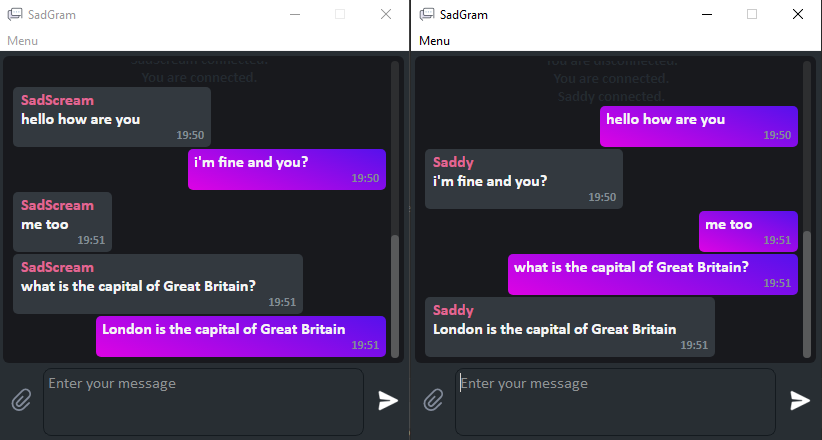 SadGram
Menu
SadScream connected.
You are connected.
SadScream
hello how are you
19:50
i'm fine and you?
19:50
SadScream
me too
19:51
SadScream
what is the capital of Great Britain?
19:51
London is the capital of Great Britain
19:51
Enter your message
SadGram
Menu
You are disconnected.
You are connected.
Saddy connected.
hello how are you
19:50
Saddy
i'm fine and you?
19:50
me too
19:51
what is the capital of Great Britain?
19:51
Saddy
London is the capital of Great Britain
19:51
Enter your message